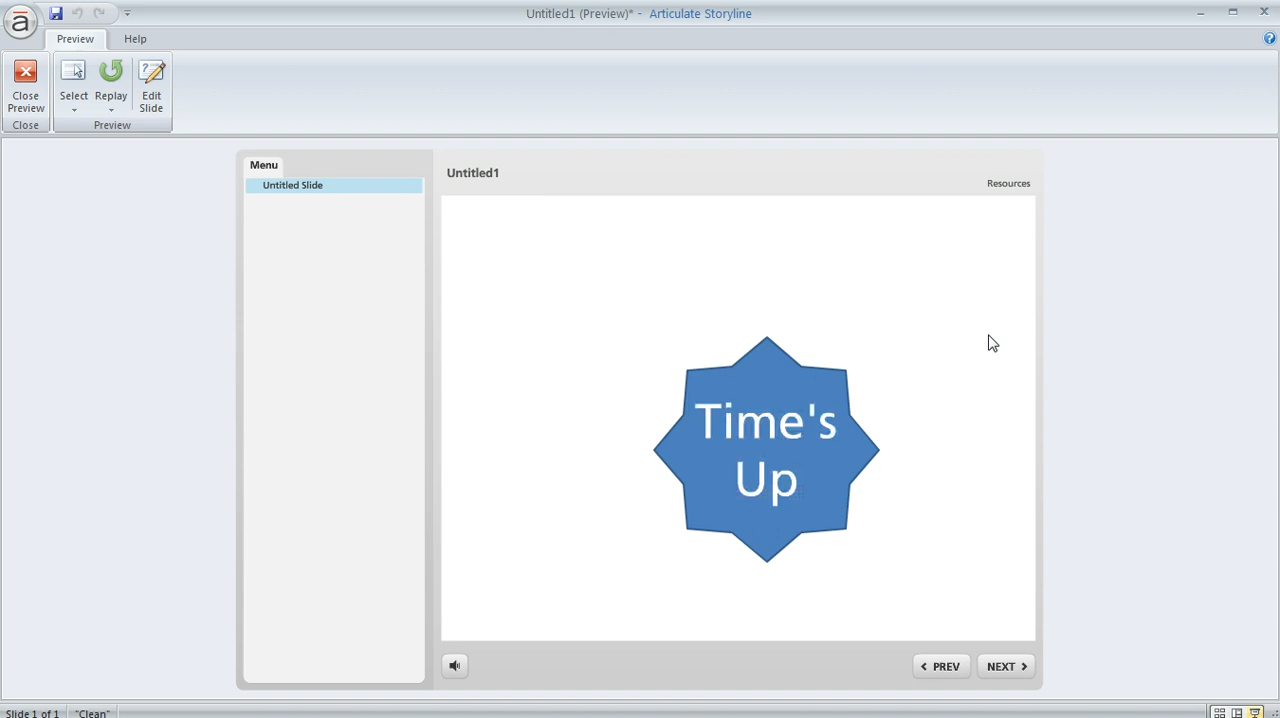 Untitled1 (Preview)* - Articulate Storyline
Preview Help
Close Preview
Select
Replay
Edit Slide
Close
Preview
Menu
Untitled Slide
Untitled1
Resources
Time's
Up
PREV
NEXT
Slide 1 of 1 "Clean"